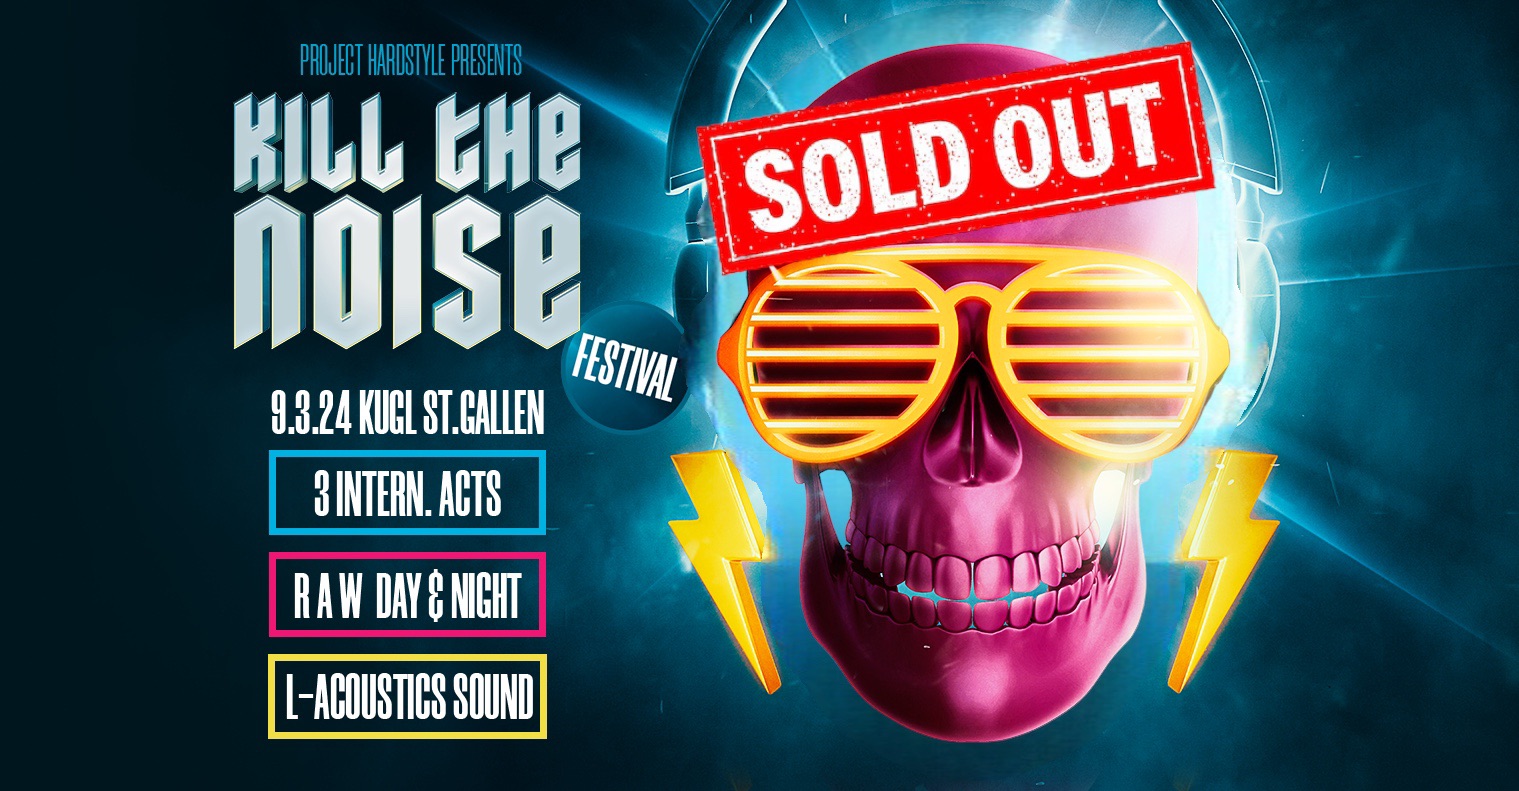 PROJECT HARDSTYLE PRESENTS
KILL THE
NOISE
FESTIVAL
9.3.24 KUGL ST.GALLEN
3 INTERN. ACTS
R A W DAY & NIGHT
L-ACOUSTICS SOUND
SOLD OUT